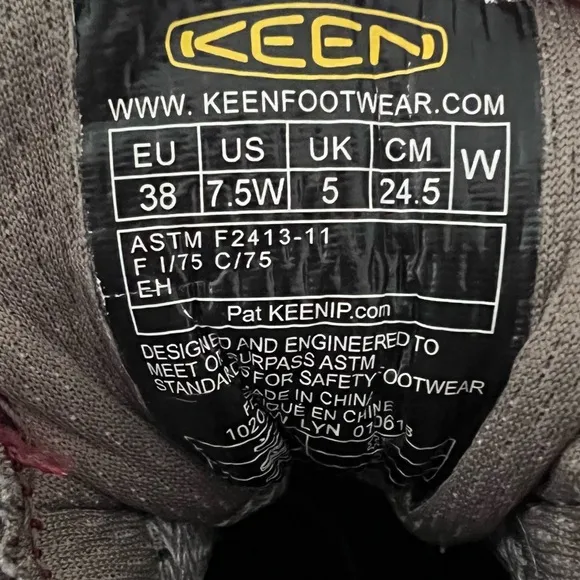 KEEN
WWW. KEENFOOTWEAR.COM
EU US UK CM W
38 7.5W 5 24.5
ASTM F2413-11
F I/75 C/75
EH
Pat KEENIP.com
DESIGNED AND ENGINEERED TO
MEET OR SURPASS ASTM
STANDARDS FOR SAFETY FOOTWEAR
MADE IN CHINA
EN CHINE
LYN